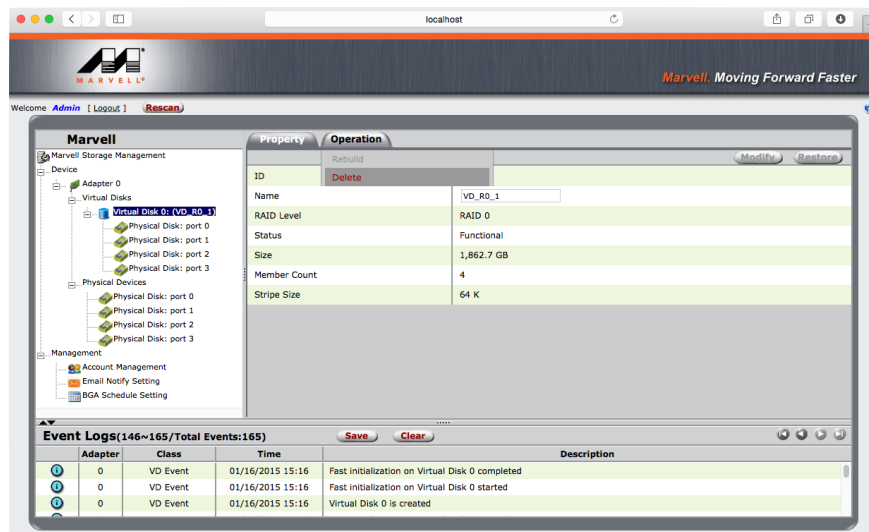 localhost
MARVELL®
Marvell. Moving Forward Faster
Welcome Admin [ Logout ] Rescan
Marvell
Marvell Storage Management
Device
Adapter 0
Virtual Disks
Virtual Disk 0: (VD_R0_1)
Physical Disk: port 0
Physical Disk: port 1
Physical Disk: port 2
Physical Disk: port 3
Physical Devices
Physical Disk: port 0
Physical Disk: port 1
Physical Disk: port 2
Physical Disk: port 3
Management
Account Management
Email Notify Setting
BGA Schedule Setting
Property Operation
Rebuild
Delete
Modify Restore
ID
Name VD_R0_1
RAID Level RAID 0
Status Functional
Size 1,862.7 GB
Member Count 4
Stripe Size 64 K
Event Logs(146~165/Total Events:165) Save Clear
Adapter Class Time Description
0 VD Event 01/16/2015 15:16 Fast initialization on Virtual Disk 0 completed
0 VD Event 01/16/2015 15:16 Fast initialization on Virtual Disk 0 started
0 VD Event 01/16/2015 15:16 Virtual Disk 0 is created